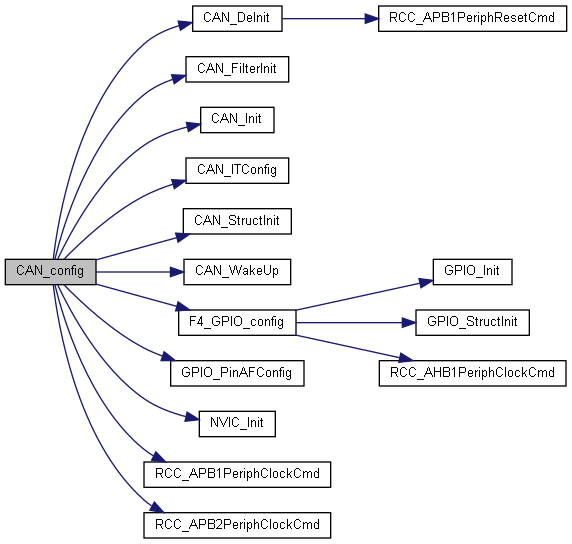 CAN_DeInit
RCC_APB1PeriphResetCmd
CAN_FilterInit
CAN_Init
CAN_ITConfig
CAN_StructInit
CAN_config
CAN_WakeUp
GPIO_Init
F4_GPIO_config
GPIO_StructInit
GPIO_PinAFConfig
RCC_AHB1PeriphClockCmd
NVIC_Init
RCC_APB1PeriphClockCmd
RCC_APB2PeriphClockCmd